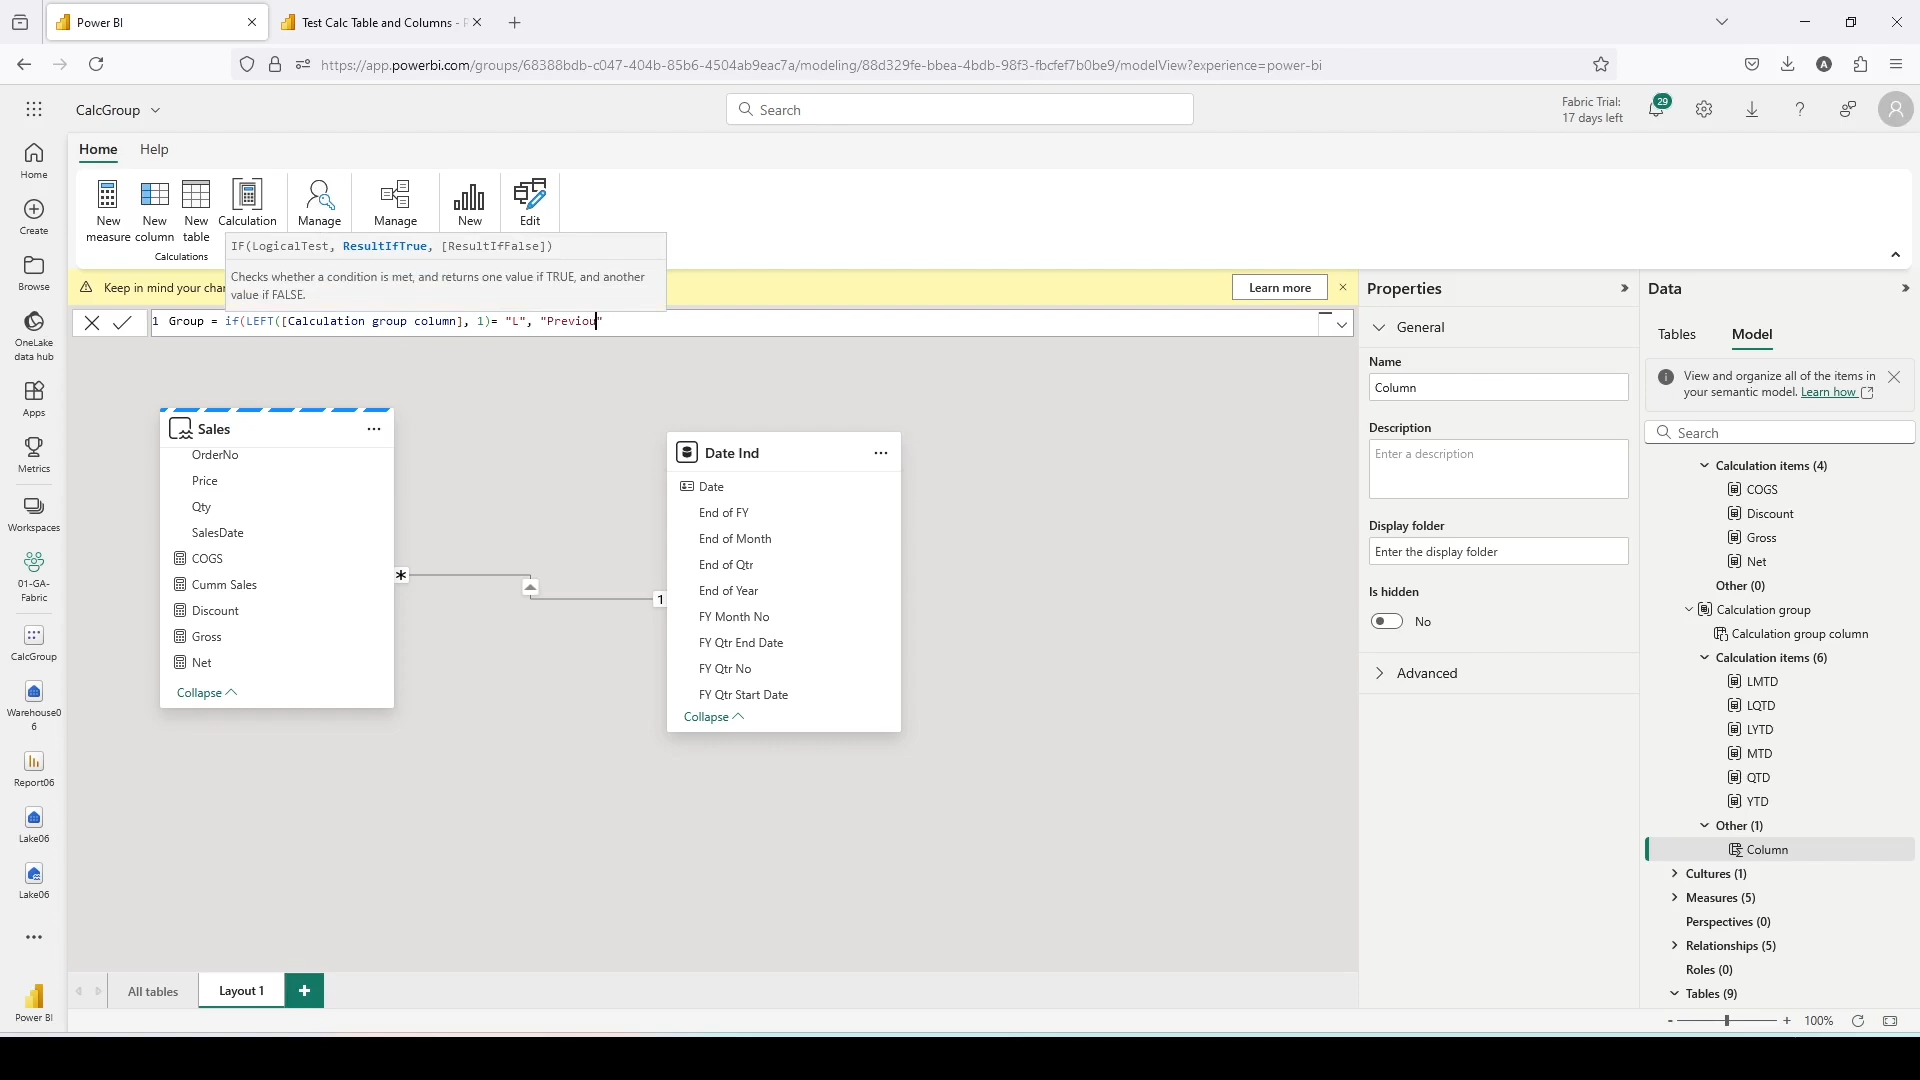 Power BI
Test Calc Table and Columns -
https://app.powerbi.com/groups/68388bdb-c047-404b-85b6-4504ab9eac7a/modeling/88d329fe-bbea-4bdb-98f3-fbcfef7b0be9/modelView?experience=power-bi
CalcGroup
Search
Fabric Trial:
17 days left
29
Home
Help
Home
Create
Browse
OneLake
data hub
Apps
Metrics
Workspaces
01-GA-
Fabric
CalcGroup
Warehouse0
6
Report06
Lake06
Lake06
Power BI
New
measure
New
column
New
table
Calculation
Calculations
Manage
Manage
New
Edit
IF(LogicalTest, ResultIfTrue, [ResultIfFalse])
Checks whether a condition is met, and returns one value if TRUE, and another
value if FALSE.
Keep in mind your
Learn more
1 Group = if(LEFT([Calculation group column], 1)= "L", "Previou"
Sales
OrderNo
Price
Qty
SalesDate
COGS
Cumm Sales
Discount
Gross
Net
Collapse
*
1
Date Ind
Date
End of FY
End of Month
End of Qtr
End of Year
FY Month No
FY Qtr End Date
FY Qtr No
FY Qtr Start Date
Collapse
All tables
Layout 1
+
Properties
General
Name
Column
Description
Enter a description
Display folder
Enter the display folder
Is hidden
No
Advanced
Data
Tables
Model
View and organize all of the items in
your semantic model. Learn how
Search
Calculation items (4)
COGS
Discount
Gross
Net
Other (0)
Calculation group
Calculation group column
Calculation items (6)
LMTD
LQTD
LYTD
MTD
QTD
YTD
Other (1)
Column
Cultures (1)
Measures (5)
Perspectives (0)
Relationships (5)
Roles (0)
Tables (9)
- + 100%